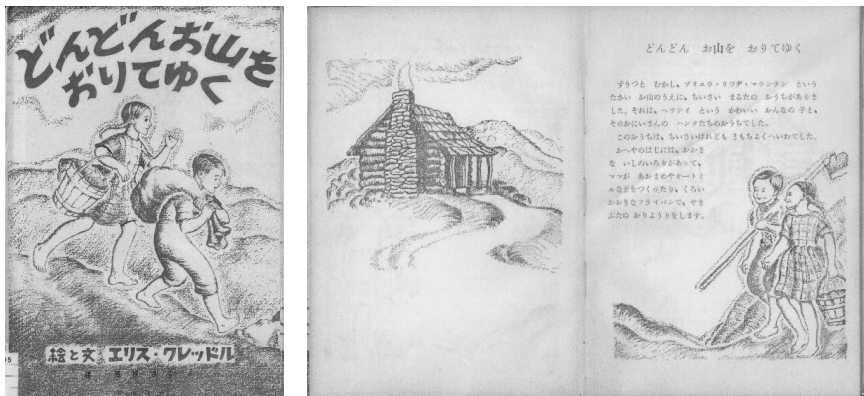 どんどんお山を
おりてゆく
絵と文 エリス・クレッドル
どんどん お山を おりてゆく
ずうつと むかし、ブリュウ・リッヂ・マウンテン という
たかい お山のうえに、ちいさい まるたの おうちがありま
した。それは、ヘッテイ という かわいい おんなの 子と、
そのおにいさんの ハンクたちのおうちでした。
このおうちは、ちいさいけれども きもちよくへいわでした。
おへやのはじには、おおき
な いしのいろりがあって、
ママが あおまめやオートミ
ルなどをつくったり、くろい
おおきなフライパンで、やき
ぶたの おりようりをします。